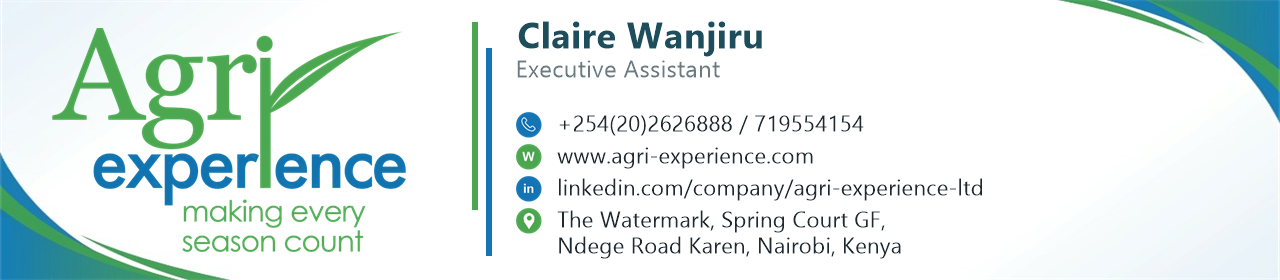 Agri
experience
making every
season count
Claire Wanjiru
Executive Assistant
+254(20)2626888 / 719554154
W www.agri-experience.com
in linkedin.com/company/agri-experience-ltd
The Watermark, Spring Court GF,
Ndege Road Karen, Nairobi, Kenya